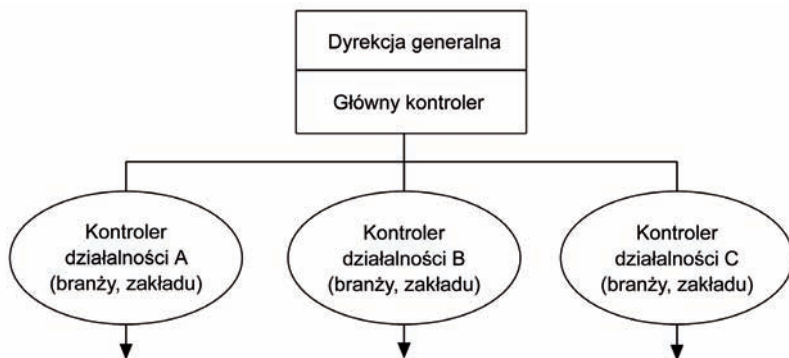 Dyrekcja generalna
Główny kontroler
Kontroler
działalności A
(branży, zakładu)
Kontroler
działalności B
(branży, zakładu)
Kontroler
działalności C
(branży, zakładu)